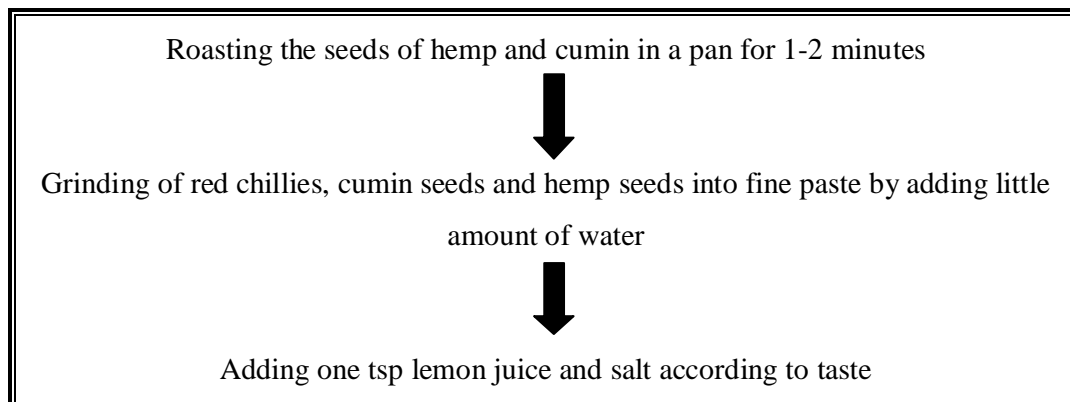 Roasting the seeds of hemp and cumin in a pan for 1-2 minutes
Grinding of red chillies, cumin seeds and hemp seeds into fine paste by adding little
amount of water
Adding one tsp lemon juice and salt according to taste